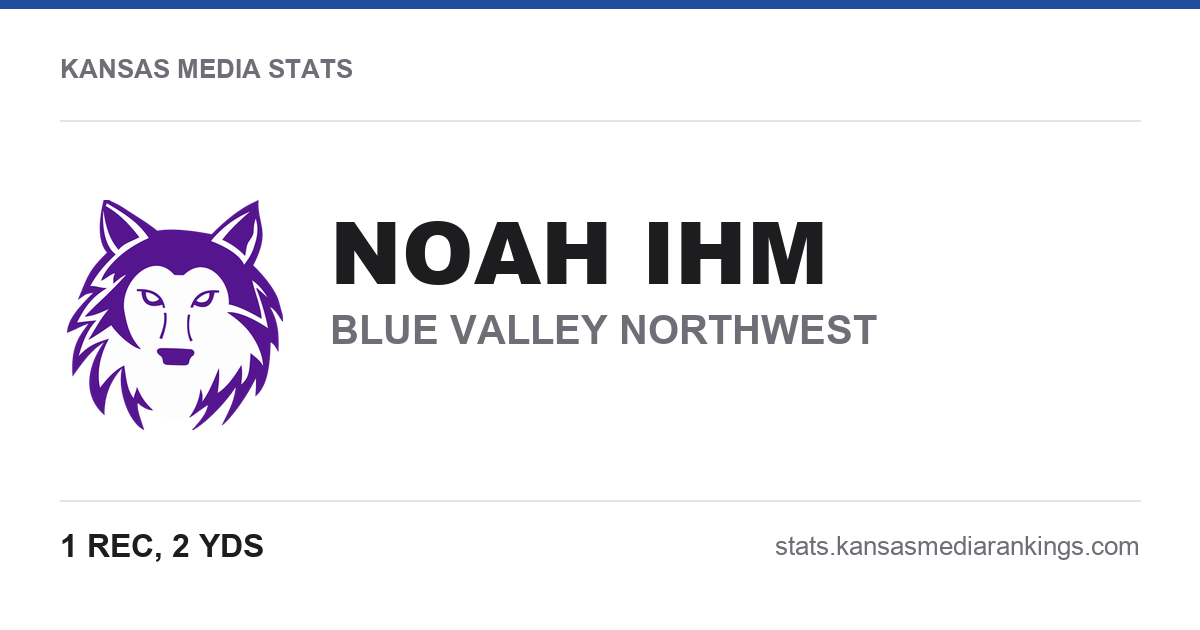 KANSAS MEDIA STATS
NOAH IHM
BLUE VALLEY NORTHWEST
1 REC, 2 YDS
stats.kansasmediarankings.com